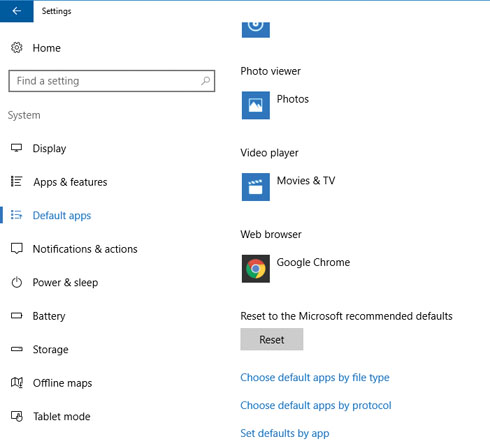 Settings
Home
Find a setting
System
Display
Apps & features
Default apps
Notifications & actions
Power & sleep
Battery
Storage
Offline maps
Tablet mode
Photo viewer
Photos
Video player
Movies & TV
Web browser
Google Chrome
Reset to the Microsoft recommended defaults
Reset
Choose default apps by file type
Choose default apps by protocol
Set defaults by app